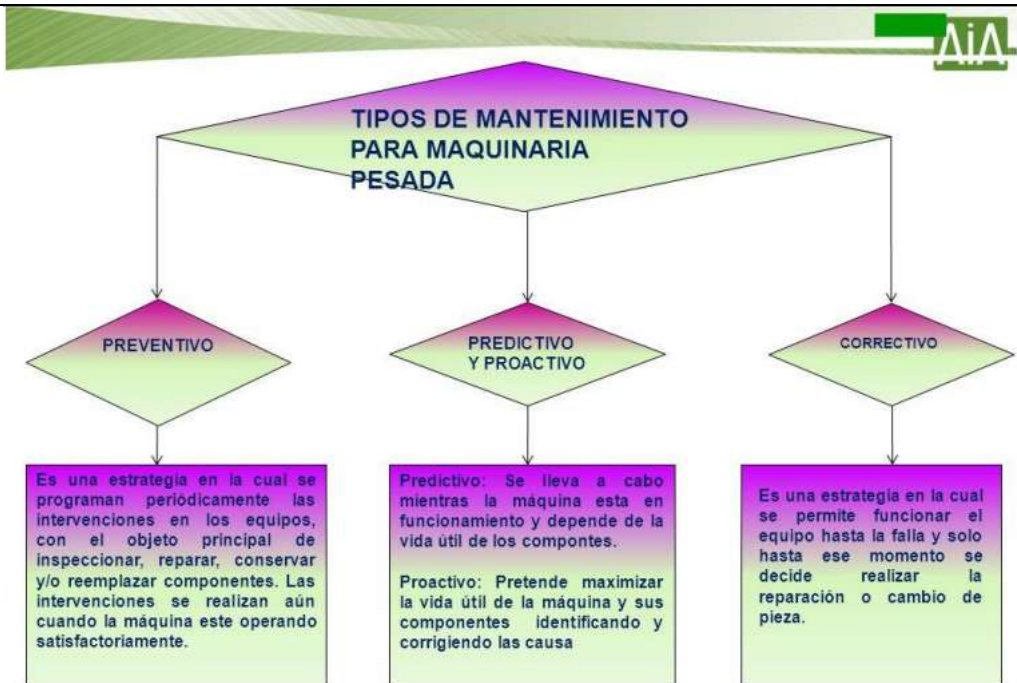 AiA
TIPOS DE MANTENIMIENTO
PARA MAQUINARIA
PESADA
PREVENTIVO
PREDICTIVO
Y PROACTIVO
CORRECTIVO
Es una estrategia en la cual se
programan periódicamente las
intervenciones en los equipos,
con el objeto principal de
inspeccionar, reparar, conservar
y/o reemplazar componentes. Las
intervenciones se realizan aún
cuando la máquina este operando
satisfactoriamente.
Predictivo: Se lleva a cabo
mientras la máquina esta en
funcionamiento y depende de la
vida útil de los compontes.
Proactivo: Pretende maximizar
la vida útil de la máquina y sus
componentes identificando y
corrigiendo las causa
Es una estrategia en la cual
se permite funcionar el
equipo hasta la falla y solo
hasta ese momento se
decide realizar la
reparación o cambio de
pieza.